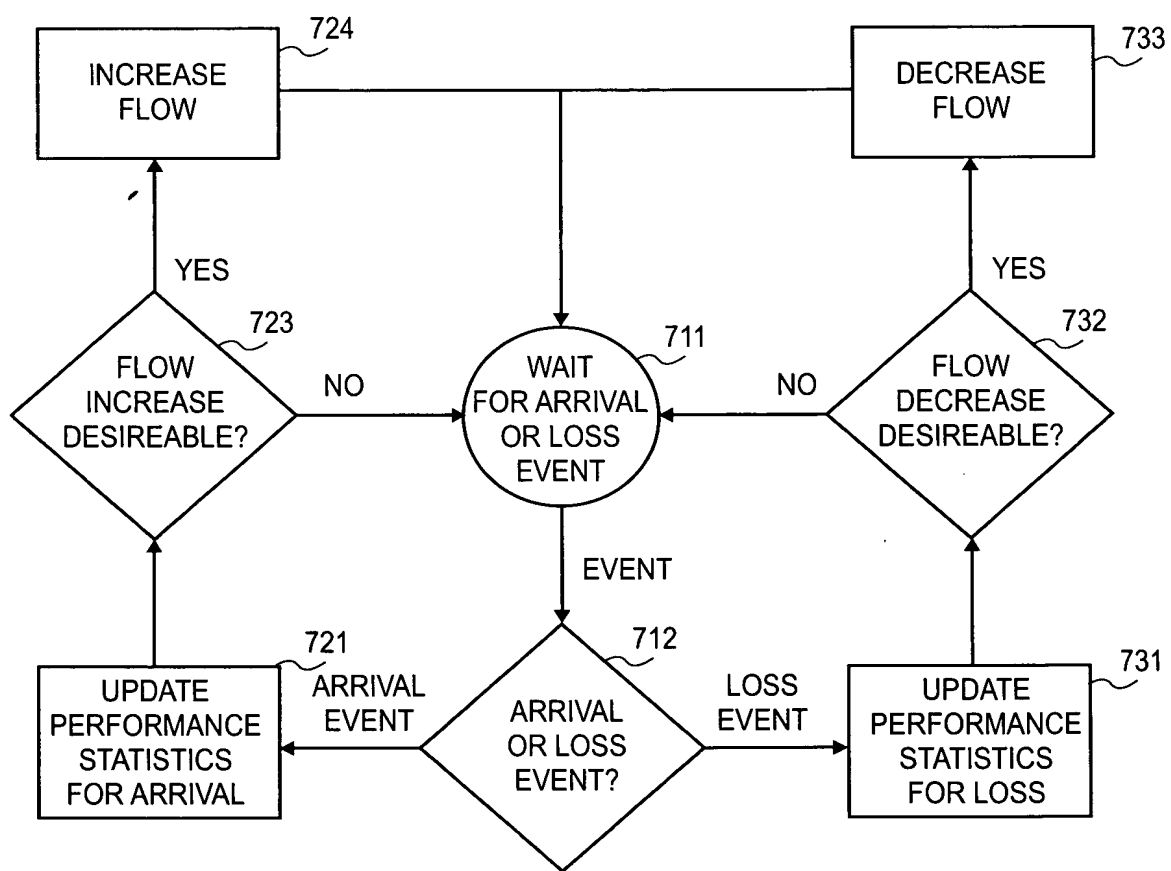 724
INCREASE
FLOW
733
DECREASE
FLOW
YES
YES
723
FLOW
INCREASE
DESIREABLE?
NO
711
WAIT
FOR ARRIVAL
OR LOSS
EVENT
NO
732
FLOW
DECREASE
DESIREABLE?
EVENT
721
UPDATE
PERFORMANCE
STATISTICS
FOR ARRIVAL
ARRIVAL
EVENT
712
ARRIVAL
OR LOSS
EVENT?
LOSS
EVENT
731
UPDATE
PERFORMANCE
STATISTICS
FOR LOSS